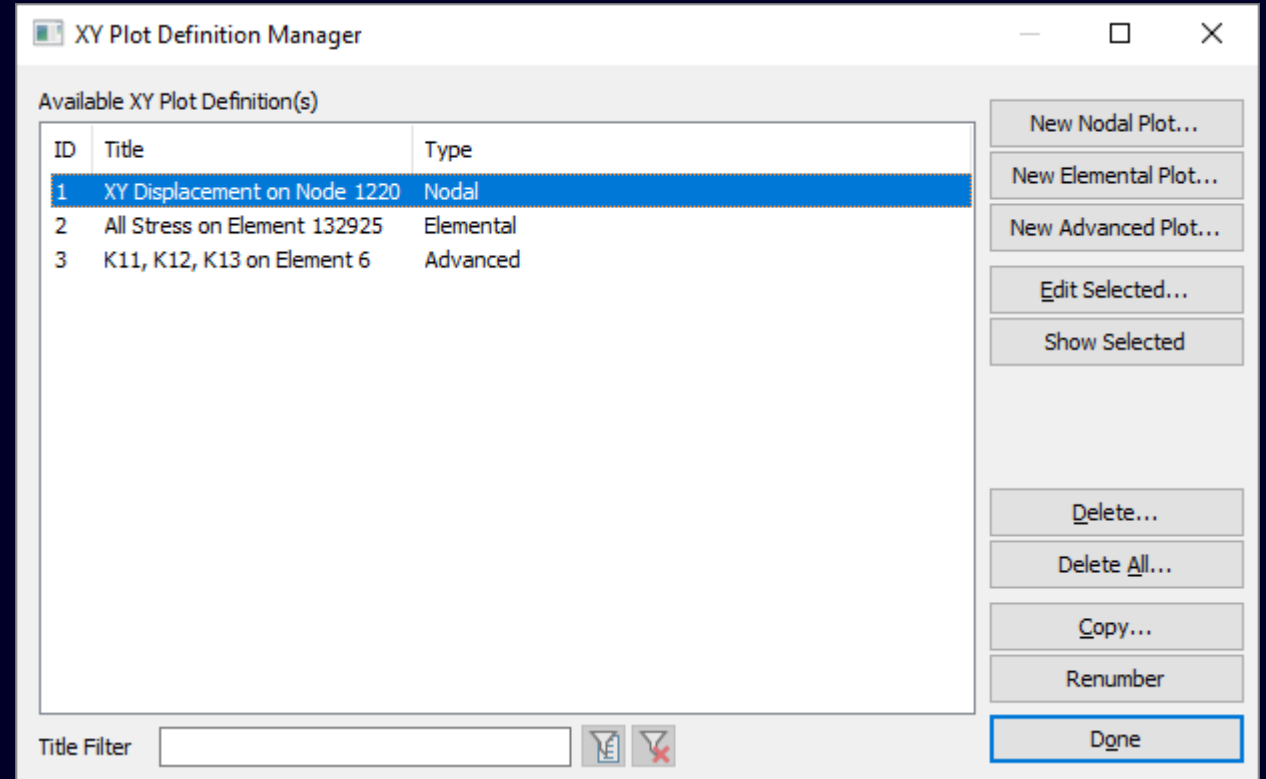 XY Plot Definition Manager
Available XY Plot Definition(s)
ID Title Type
1 XY Displacement on Node 1220 Nodal
2 All Stress on Element 132925 Elemental
3 K11, K12, K13 on Element 6 Advanced
New Nodal Plot...
New Elemental Plot...
New Advanced Plot...
Edit Selected...
Show Selected
Delete...
Delete All...
Copy...
Renumber
Title Filter
Done